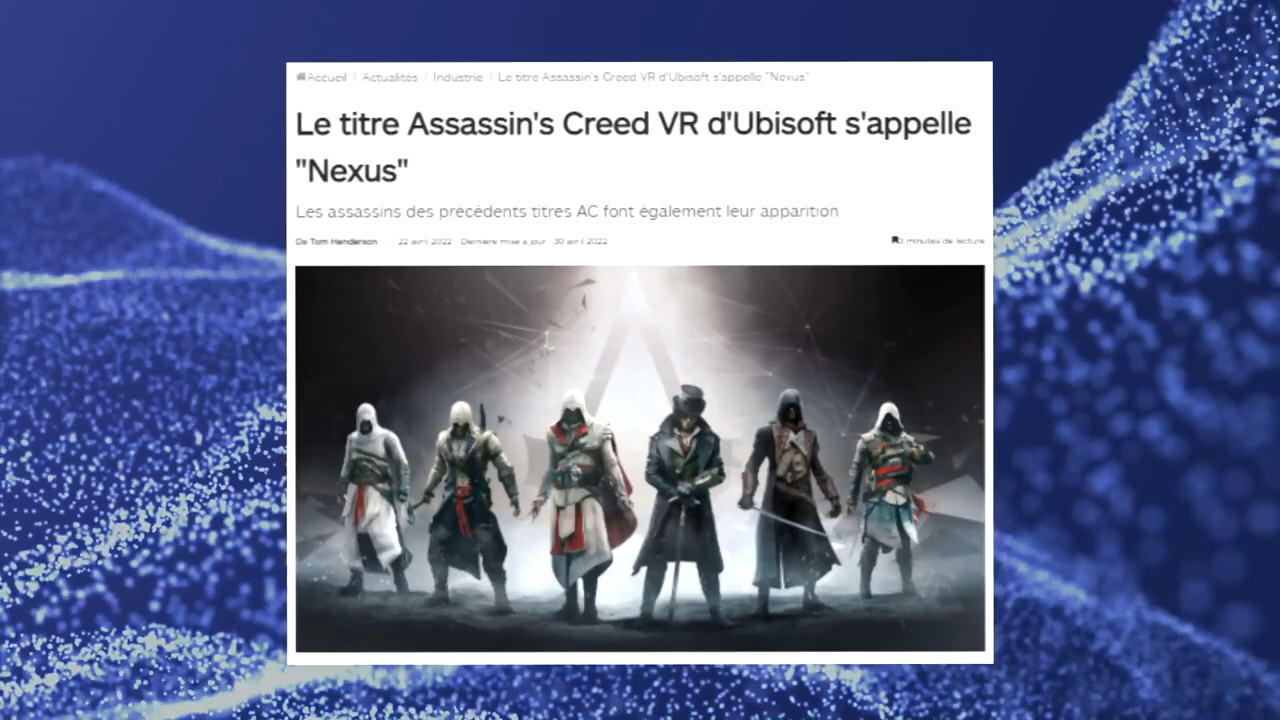 Accueil / Actualités / Industrie / Le titre Assassin's Creed VR d'Ubisoft s'appelle "Nexus"
Le titre Assassin's Creed VR d'Ubisoft s'appelle
"Nexus"
Les assassins des précédents titres AC font également leur apparition
De Tom Henderson · 22 avril 2022 Dernière mise à jour 30 avril 2022
minutes de lecture